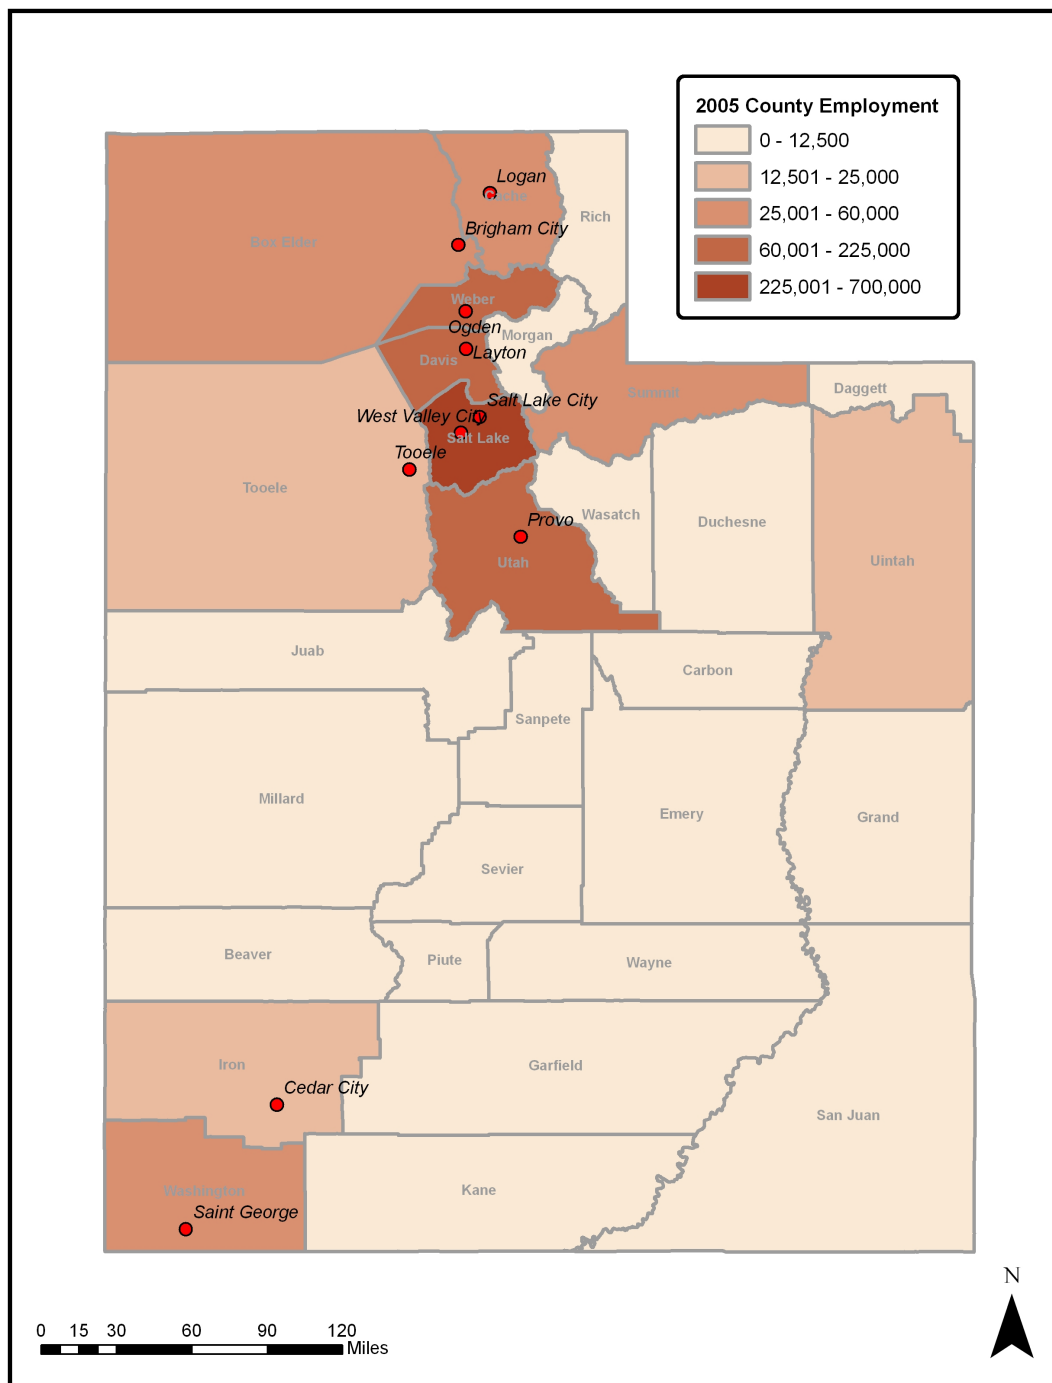 2005 County Employment
0 - 12,500
12,501 - 25,000
25,001 - 60,000
60,001 - 225,000
225,001 - 700,000
Logan
Cache
Rich
Brigham City
Box Elder
Weber
Ogden
Morgan
Layton
Davis
Summit
Daggett
Salt Lake City
West Valley City
Salt Lake
Tooele
Tooele
Wasatch
Provo
Duchesne
Utah
Uintah
Juab
Carbon
Sanpete
Millard
Emery
Grand
Sevier
Beaver
Piute
Wayne
Iron
Garfield
Cedar City
San Juan
Washington
Kane
Saint George
N
0 15 30 60 90 120
Miles